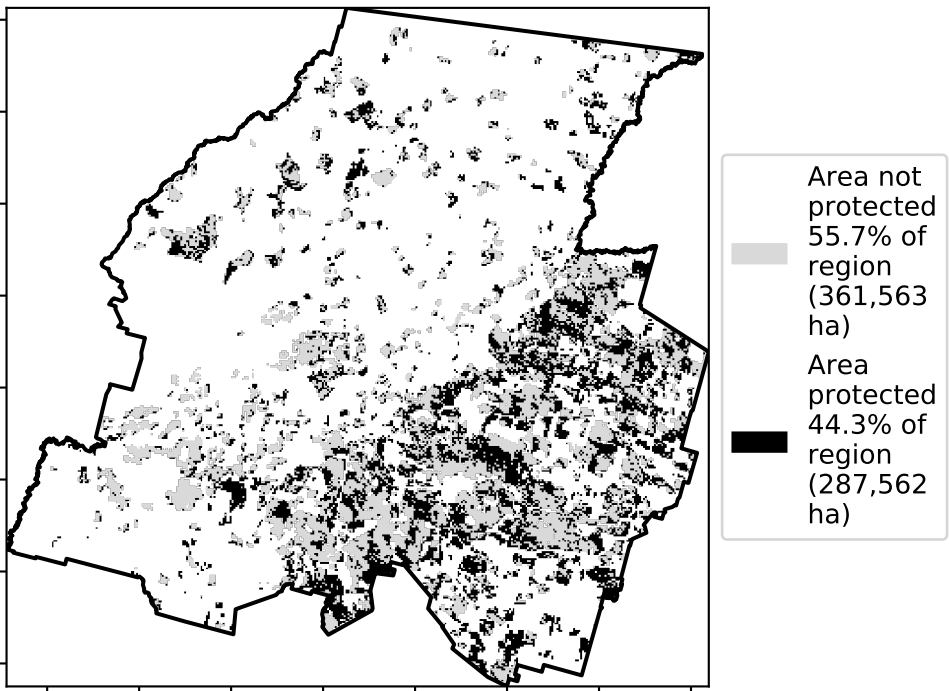 Area not
protected
55.7% of
region
(361,563
ha)
Area
protected
44.3% of
region
(287,562
ha)